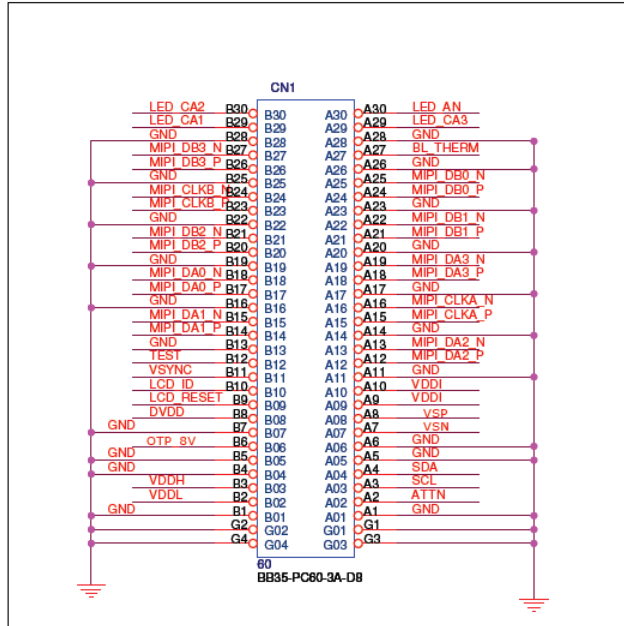 CN1
LED_CA2 B30 B30 A30 A30 LED_AN
LED_CA1 B29 B29 A29 A29 LED_CA3
GND B28 B28 A28 A28 GND
MIPI_DB3_N B27 B27 A27 A27 BL_THERM
MIPI_DB3_P B26 B26 A26 A26 GND
GND B25 B25 A25 A25 MIPI_DB0_N
MIPI_CLKB_N B24 B24 A24 A24 MIPI_DB0_P
MIPI_CLKB_P B23 B23 A23 A23 GND
GND B22 B22 A22 A22 MIPI_DB1_N
MIPI_DB2_N B21 B21 A21 A21 MIPI_DB1_P
MIPI_DB2_P B20 B20 A20 A20 GND
GND B19 B19 A19 A19 MIPI_DA3_N
MIPI_DA0_N B18 B18 A18 A18 MIPI_DA3_P
MIPI_DA0_P B17 B17 A17 A17 GND
GND B16 B16 A16 A16 MIPI_CLKA_N
MIPI_DA1_N B15 B15 A15 A15 MIPI_CLKA_P
MIPI_DA1_P B14 B14 A14 A14 GND
GND B13 B13 A13 A13 MIPI_DA2_N
TEST B12 B12 A12 A12 MIPI_DA2_P
VSYNC B11 B11 A11 A11 GND
LCD_ID B10 B10 A10 A10 VDDI
LCD_RESET B9 B09 A09 A9 VDDI
DVDD B8 B08 A08 A8 VSP
GND B7 B07 A07 A7 VSN
OTP_8V B6 B06 A06 A6 GND
GND B5 B05 A05 A5 GND
GND B4 B04 A04 A4 SDA
VDDH B3 B03 A03 A3 SCL
VDDL B2 B02 A02 A2 ATTN
GND B1 B01 A01 A1 GND
G2 G02 G01 G1
G4 G04 G03 G3
60
BB35-PC60-3A-D8